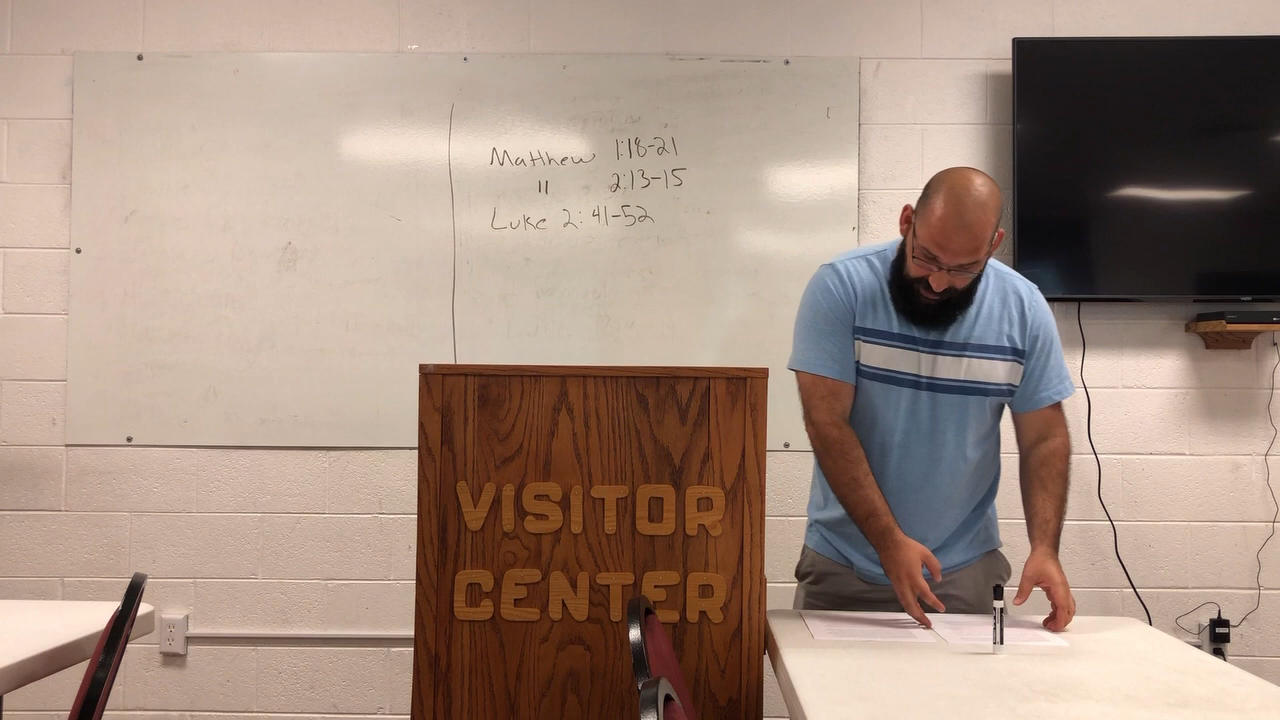 Matthew 1:18-21
" 2:13-15
Luke 2:41-52
VISITOR
CENTER